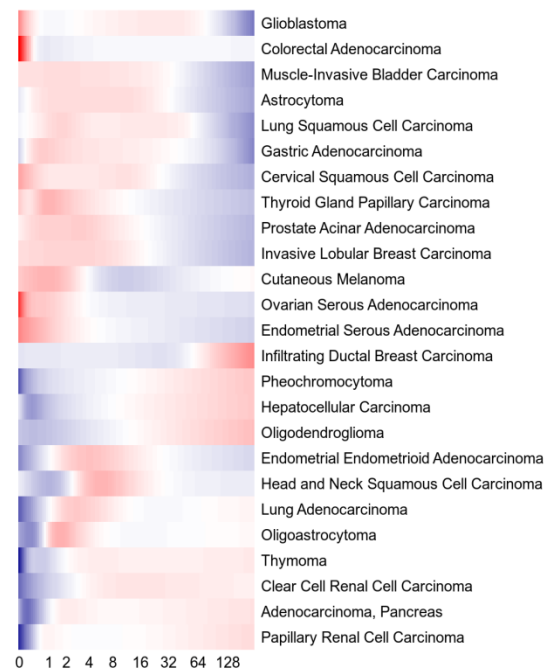 Glioblastoma
Colorectal Adenocarcinoma
Muscle-Invasive Bladder Carcinoma
Astrocytoma
Lung Squamous Cell Carcinoma
Gastric Adenocarcinoma
Cervical Squamous Cell Carcinoma
Thyroid Gland Papillary Carcinoma
Prostate Acinar Adenocarcinoma
Invasive Lobular Breast Carcinoma
Cutaneous Melanoma
Ovarian Serous Adenocarcinoma
Endometrial Serous Adenocarcinoma
Infiltrating Ductal Breast Carcinoma
Pheochromocytoma
Hepatocellular Carcinoma
Oligodendroglioma
Endometrial Endometrioid Adenocarcinoma
Head and Neck Squamous Cell Carcinoma
Lung Adenocarcinoma
Oligoastrocytoma
Thymoma
Clear Cell Renal Cell Carcinoma
Adenocarcinoma, Pancreas
Papillary Renal Cell Carcinoma
0 1 2 4 8 16 32 64 128